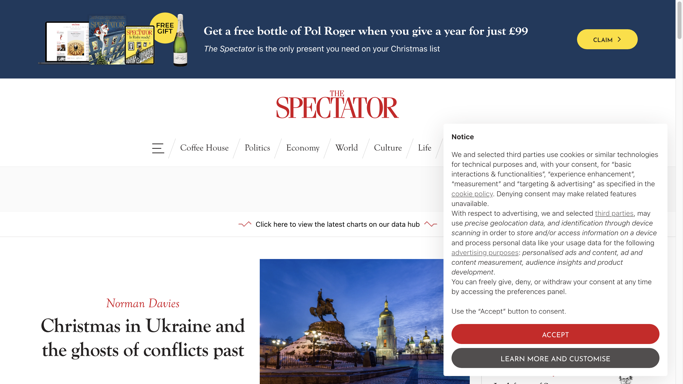 FREE
GIFT
Get a free bottle of Pol Roger when you give a year for just £99
The Spectator is the only present you need on your Christmas list
CLAIM
THE
SPECTATOR
Coffee House
Politics
Economy
World
Culture
Life
Click here to view the latest charts on our data hub
Norman Davies
Christmas in Ukraine and
the ghosts of conflicts past
Notice
We and selected third parties use cookies or similar technologies
for technical purposes and, with your consent, for “basic
interactions & functionalities”, “experience enhancement”,
“measurement” and “targeting & advertising” as specified in the
cookie policy. Denying consent may make related features
unavailable.
With respect to advertising, we and selected third parties, may
use precise geolocation data, and identification through device
scanning in order to store and/or access information on a device
and process personal data like your usage data for the following
advertising purposes: personalised ads and content, ad and
content measurement, audience insights and product
development.
You can freely give, deny, or withdraw your consent at any time
by accessing the preferences panel.
Use the “Accept” button to consent.
ACCEPT
LEARN MORE AND CUSTOMISE